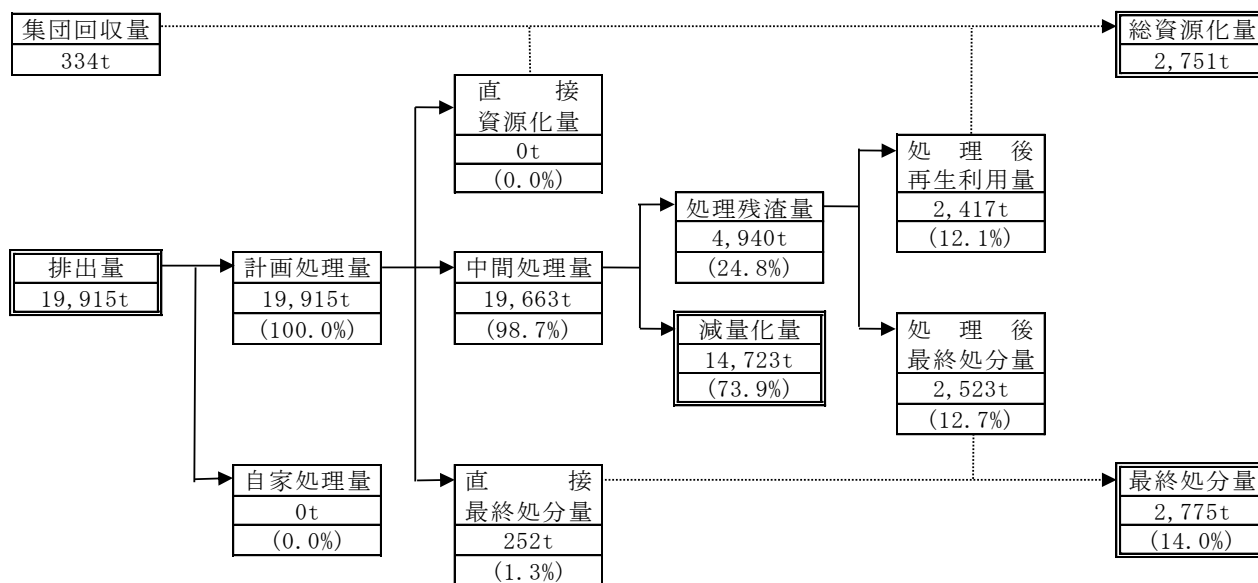 集団回収量
334t
総資源化量
2,751t
直　接
資源化量
0t
(0.0%)
処　理　後
再生利用量
2,417t
(12.1%)
処理残渣量
4,940t
(24.8%)
排出量
19,915t
計画処理量
19,915t
(100.0%)
中間処理量
19,663t
(98.7%)
減量化量
14,723t
(73.9%)
処　理　後
最終処分量
2,523t
(12.7%)
自家処理量
0t
(0.0%)
直　接
最終処分量
252t
(1.3%)
最終処分量
2,775t
(14.0%)